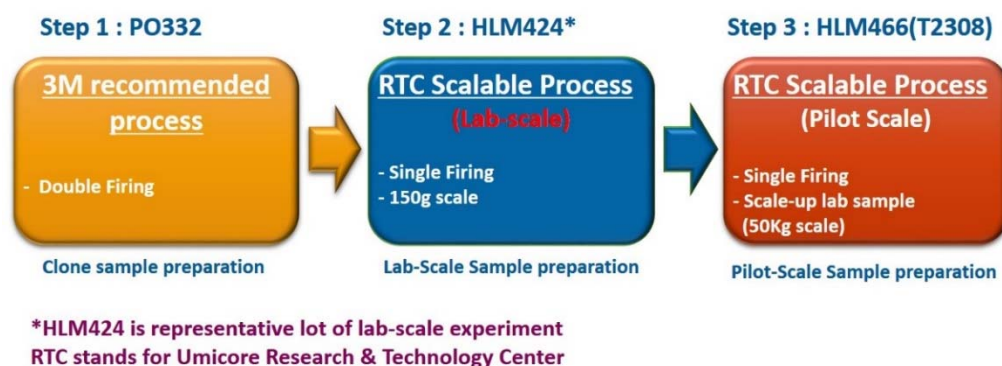 Step 1 : PO332
3M recommended
process
- Double Firing
Clone sample preparation
Step 2 : HLM424*
RTC Scalable Process
(Lab-scale)
- Single Firing
- 150g scale
Lab-Scale Sample preparation
Step 3 : HLM466(T2308)
RTC Scalable Process
(Pilot Scale)
- Single Firing
- Scale-up lab sample
(50Kg scale)
Pilot-Scale Sample preparation
*HLM424 is representative lot of lab-scale experiment
RTC stands for Umicore Research & Technology Center